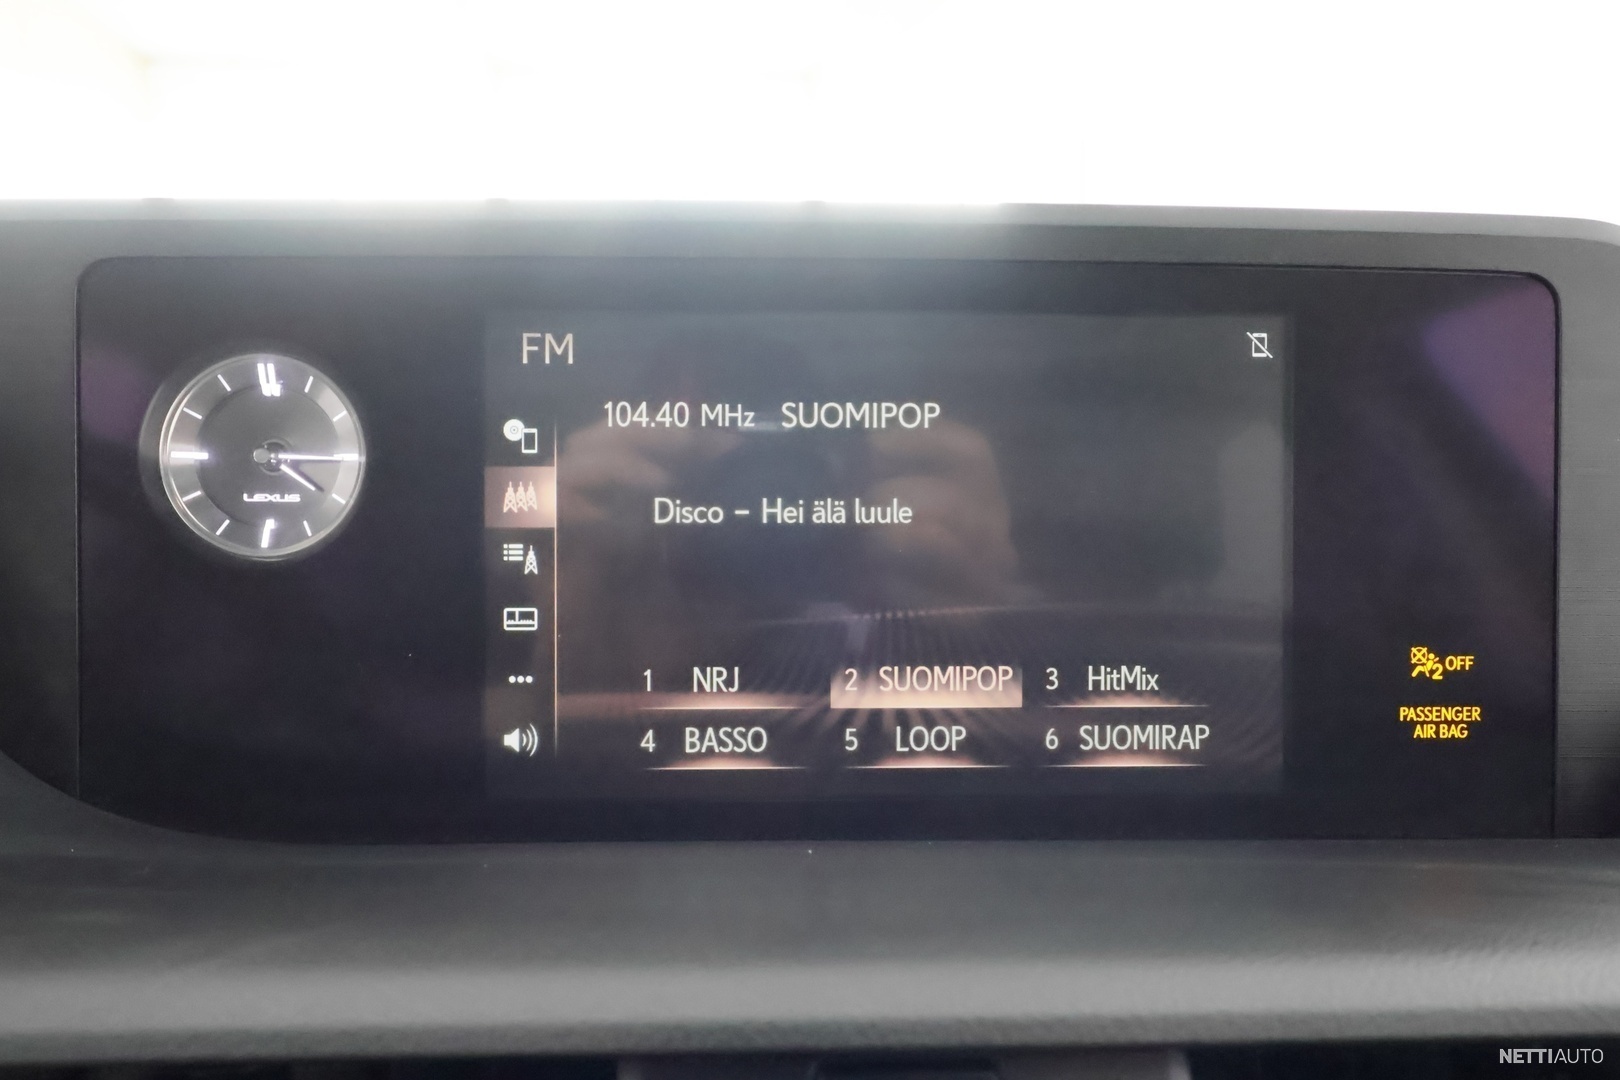 FM
104.40 MHz SUOMIPOP
Disco - Hei älä luule
1 NRJ 2 SUOMIPOP 3 HitMix
4 BASSO 5 LOOP 6 SUOMIRAP
LEXUS
2 OFF
PASSENGER
AIR BAG
NETTIAUTO